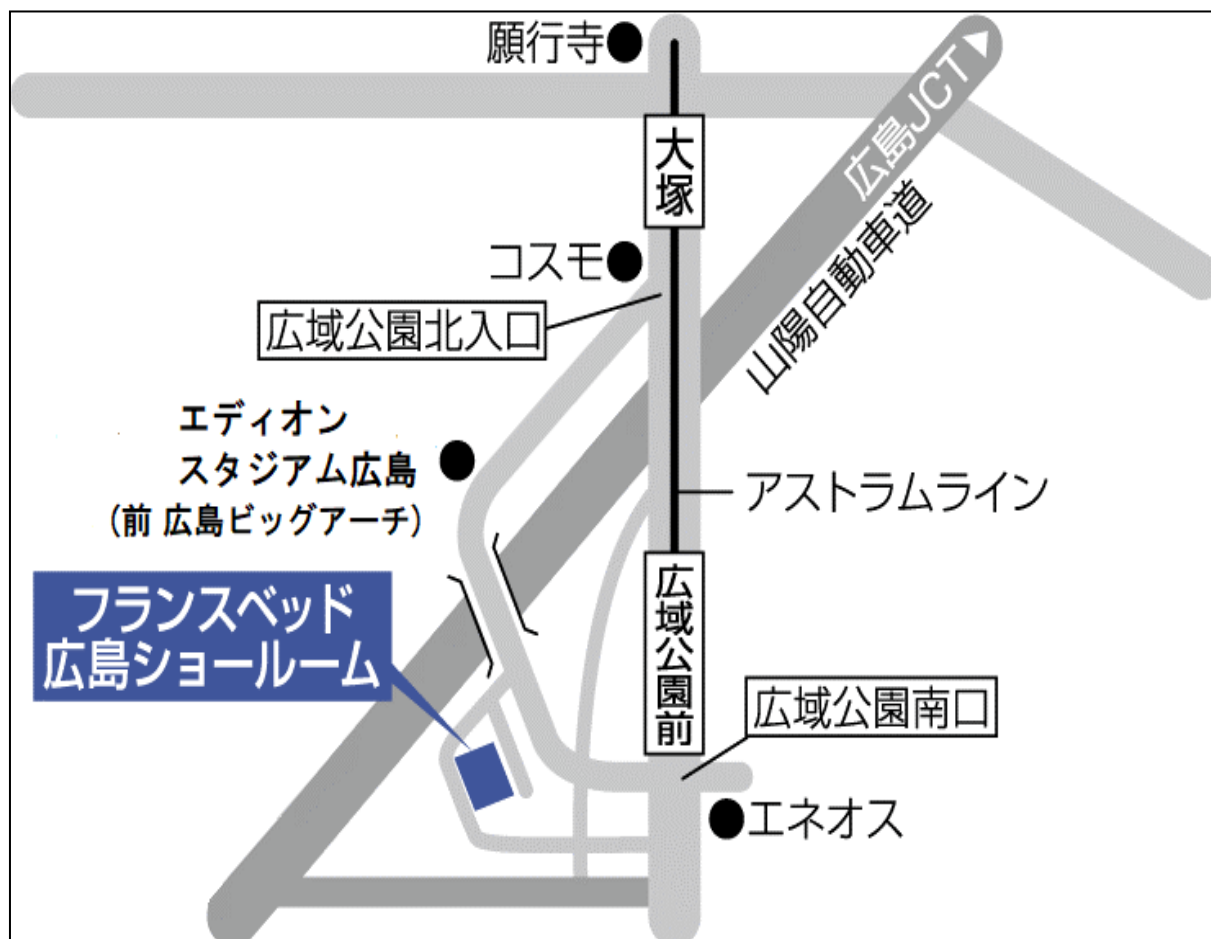 願行寺
広島JCT
大塚
コスモ
山陽自動車道
広域公園北入口
エディオン
スタジアム広島
(前 広島ビッグアーチ)
アストラムライン
フランスベッド
広島ショールーム
広域公園前
広域公園南口
エネオス